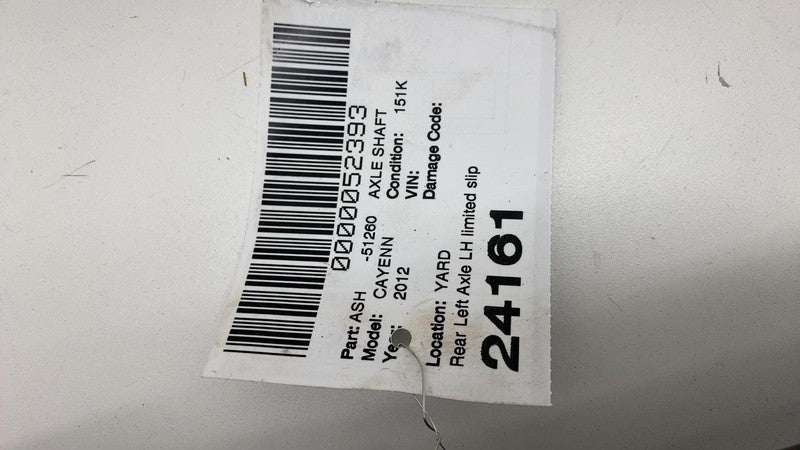 0000052393
Part: ASH -51260 AXLE SHAFT
Model: CAYENN Condition: 151K
Year: 2012 VIN:
Damage Code:
Location: YARD
Rear Left Axle LH limited slip
24161